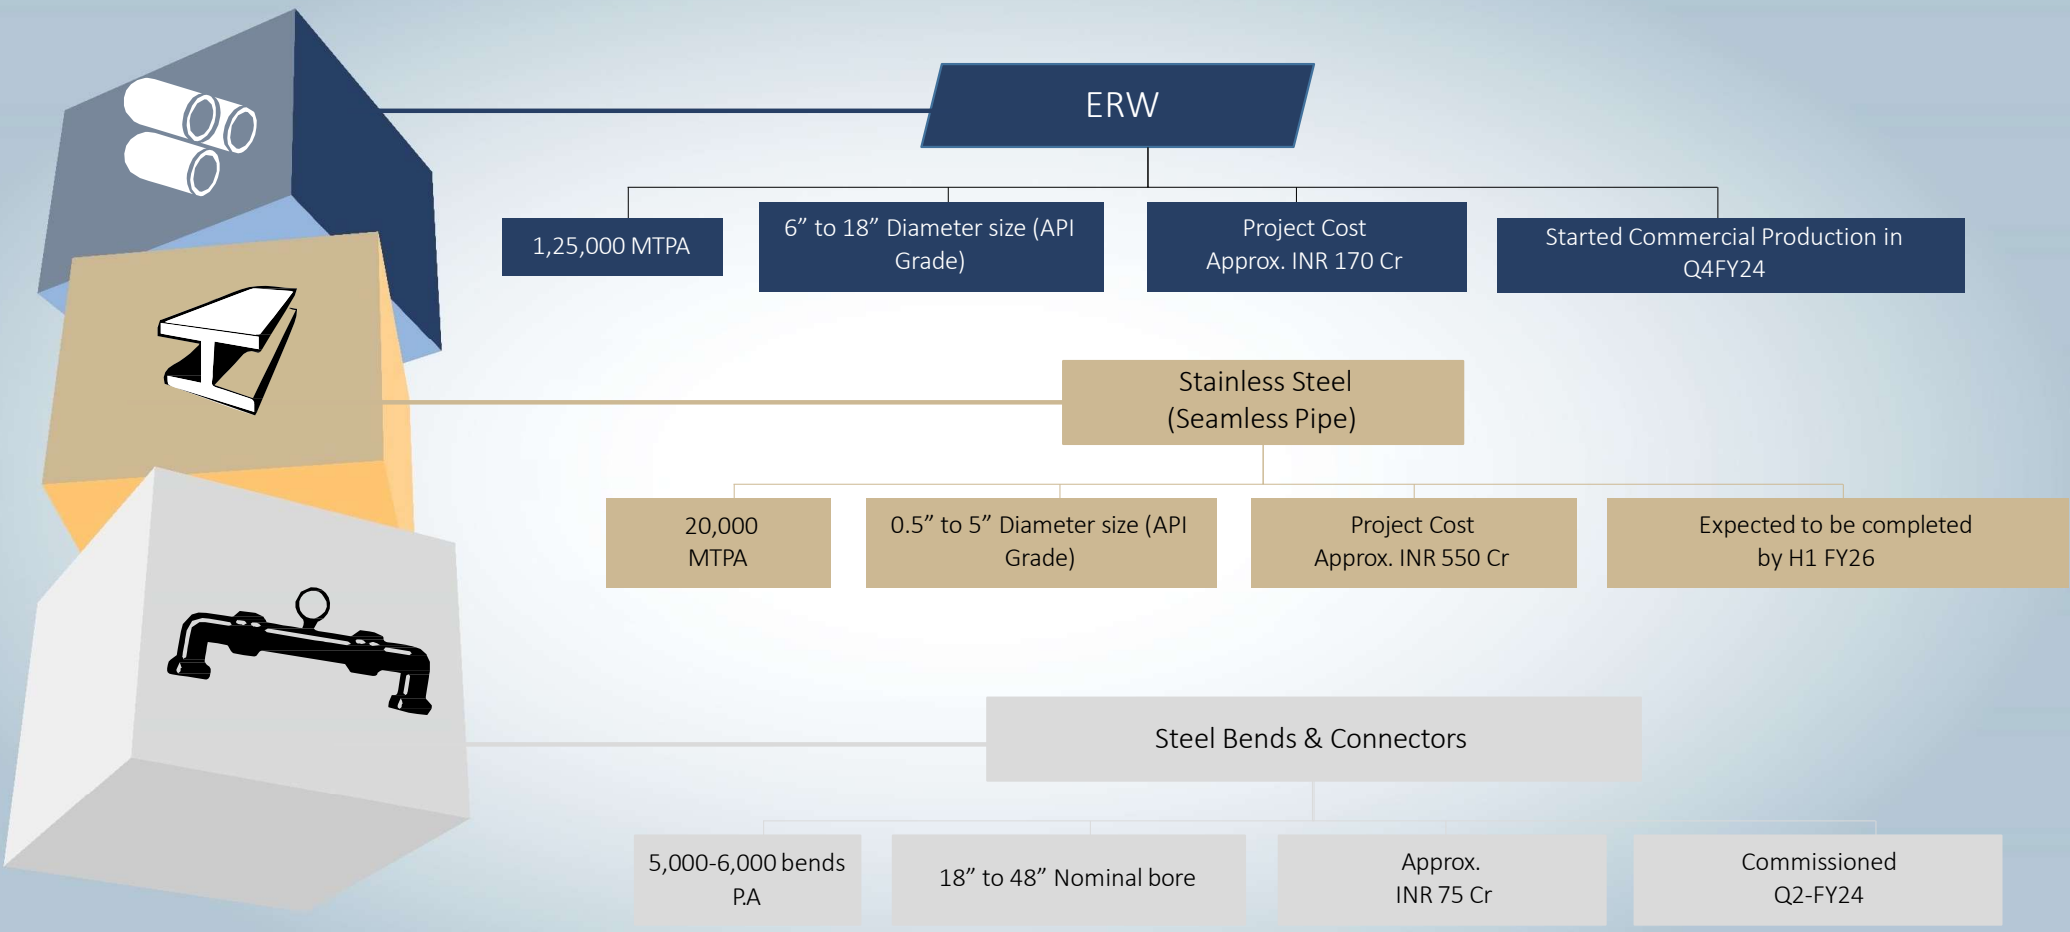 ERW
1,25,000 MTPA
6” to 18” Diameter size (API
Grade)
Project Cost
Approx. INR 170 Cr
Started Commercial Production in
Q4FY24
Stainless Steel
(Seamless Pipe)
20,000
MTPA
0.5” to 5” Diameter size (API
Grade)
Project Cost
Approx. INR 550 Cr
Expected to be completed
by H1 FY26
Steel Bends & Connectors
5,000-6,000 bends
P.A
18” to 48” Nominal bore
Approx.
INR 75 Cr
Commissioned
Q2-FY24